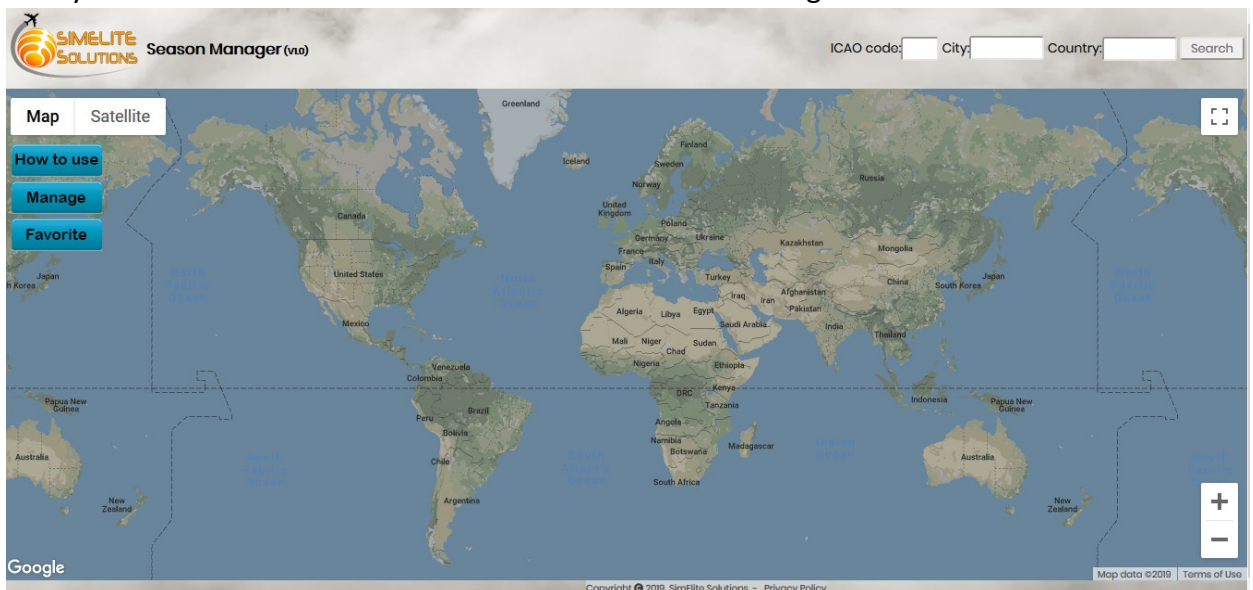 SIMELITE
SOLUTIONS
Season Manager (V1.0)
ICAO code:
City:
Country:
Search
Map
Satellite
How to use
Manage
Favorite
Greenland
Iceland
Finland
Sweden
Norway
Russia
United
Kingdom
Poland
Germany
Ukraine
France
Italy
Spain
Kazakhstan
Mongolia
Canada
United States
Mexico
Japan
Turkey
Iraq
Iran
Afghanistan
Pakistan
China
South Korea
Japan
Algeria
Libya
Egypt
Saudi Arabia
India
Thailand
Mali
Niger
Chad
Sudan
Nigeria
Ethiopia
Venezuela
Colombia
DRC
Kenya
Tanzania
Indonesia
Papua New
Guinea
Papua New
Guinea
Peru
Brazil
Bolivia
Angola
Namibia
Botswana
Madagascar
Chile
South Africa
Argentina
Australia
Australia
New
Zealand
New
Zealand
Google
Map data ©2019
Terms of Use
Copyright © 2019 SimElite Solutions - Privacy Policy